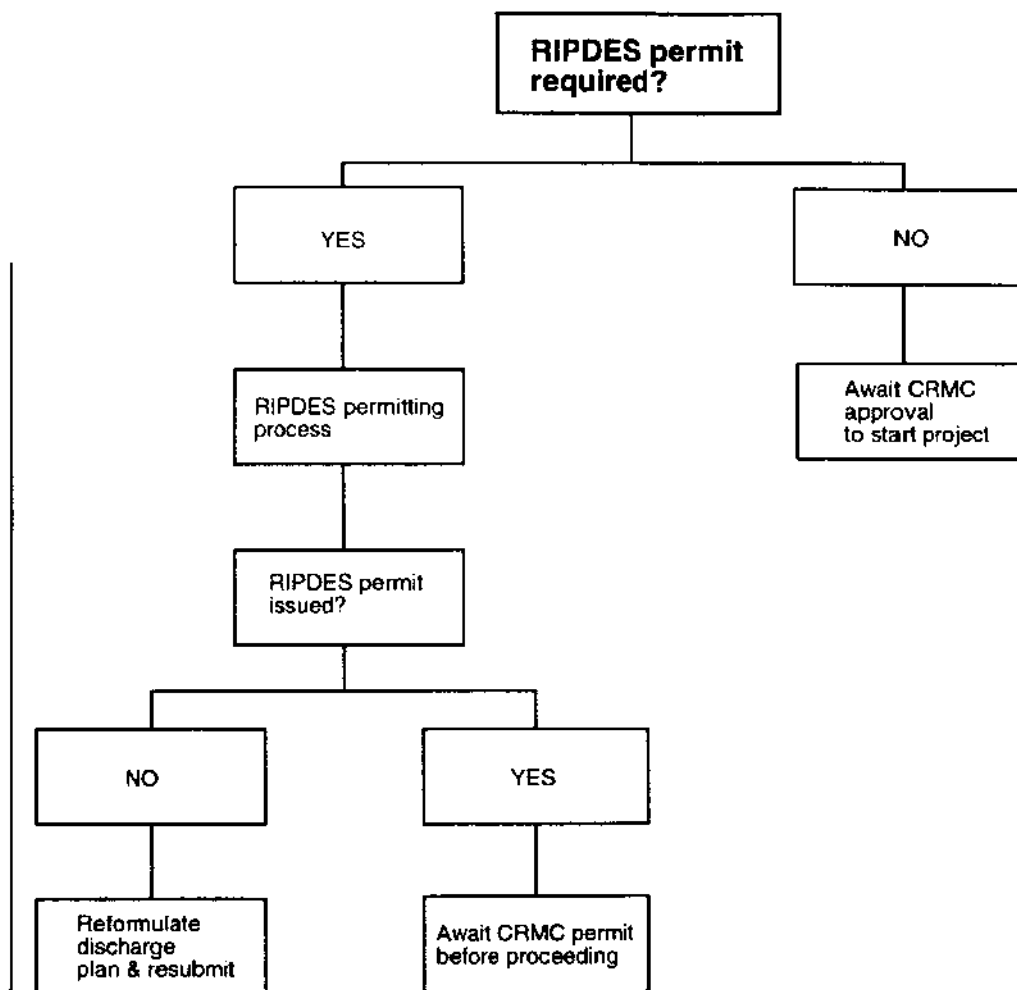 RIPDES permit
required?
YES
NO
RIPDES permitting
process
Await CRMC
approval
to start project
RIPDES permit
issued?
NO
YES
Reformulate
discharge
plan & resubmit
Await CRMC permit
before proceeding